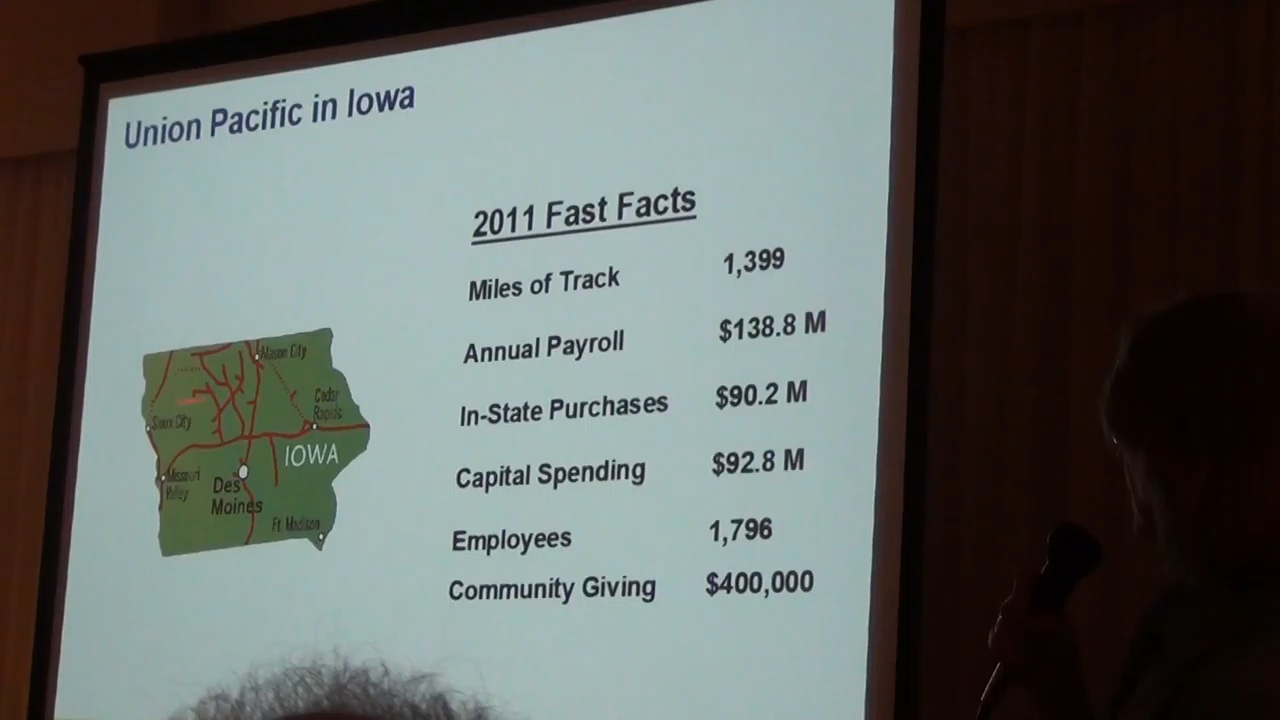 Union Pacific in Iowa
2011 Fast Facts
Miles of Track 1,399
Annual Payroll $138.8 M
In-State Purchases $90.2 M
Capital Spending $92.8 M
Employees 1,796
Community Giving $400,000
Mason City
Cedar
Rapids
Sioux City
IOWA
Missouri
Valley
Des
Moines
Ft. Madison